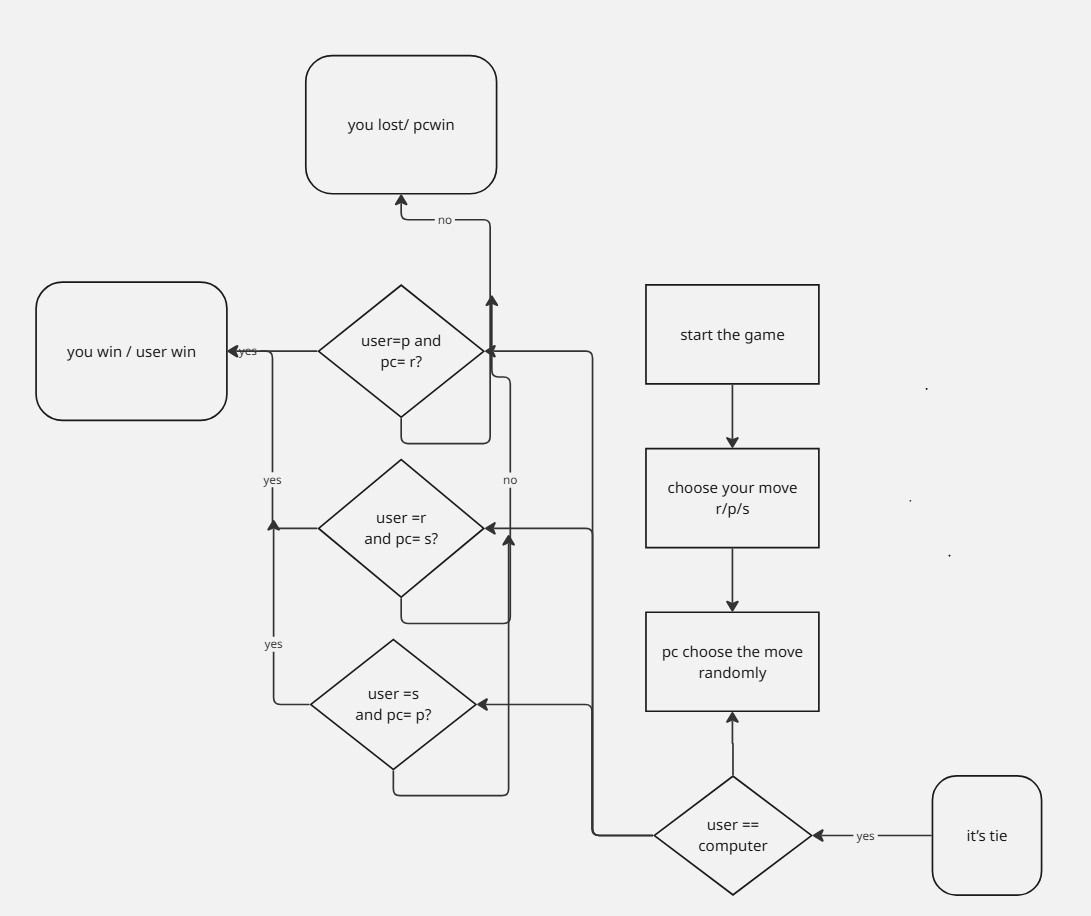 you lost/ pcwin
no
you win / user win
yes
user=p and
pc= r?
start the game
yes
no
choose your move
r/p/s
user =r
and pc= s?
yes
pc choose the move
randomly
user =s
and pc= p?
user ==
computer
yes
it's tie